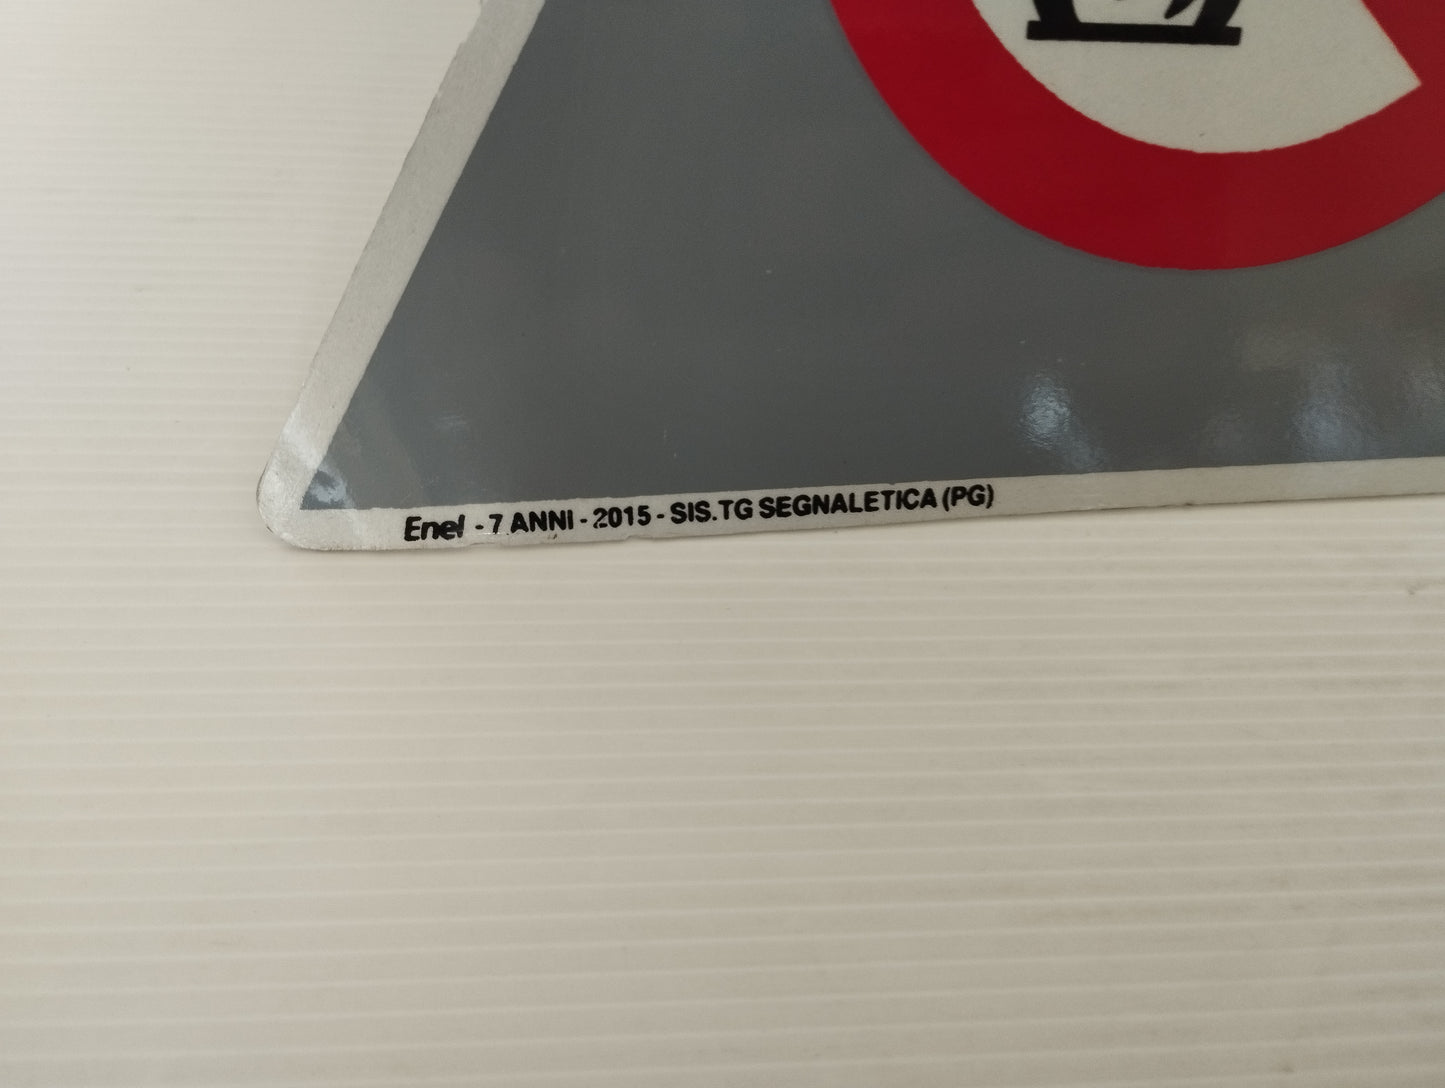 Enel - 7 ANNI - 2015 - SIS.TG SEGNALETICA (PG)